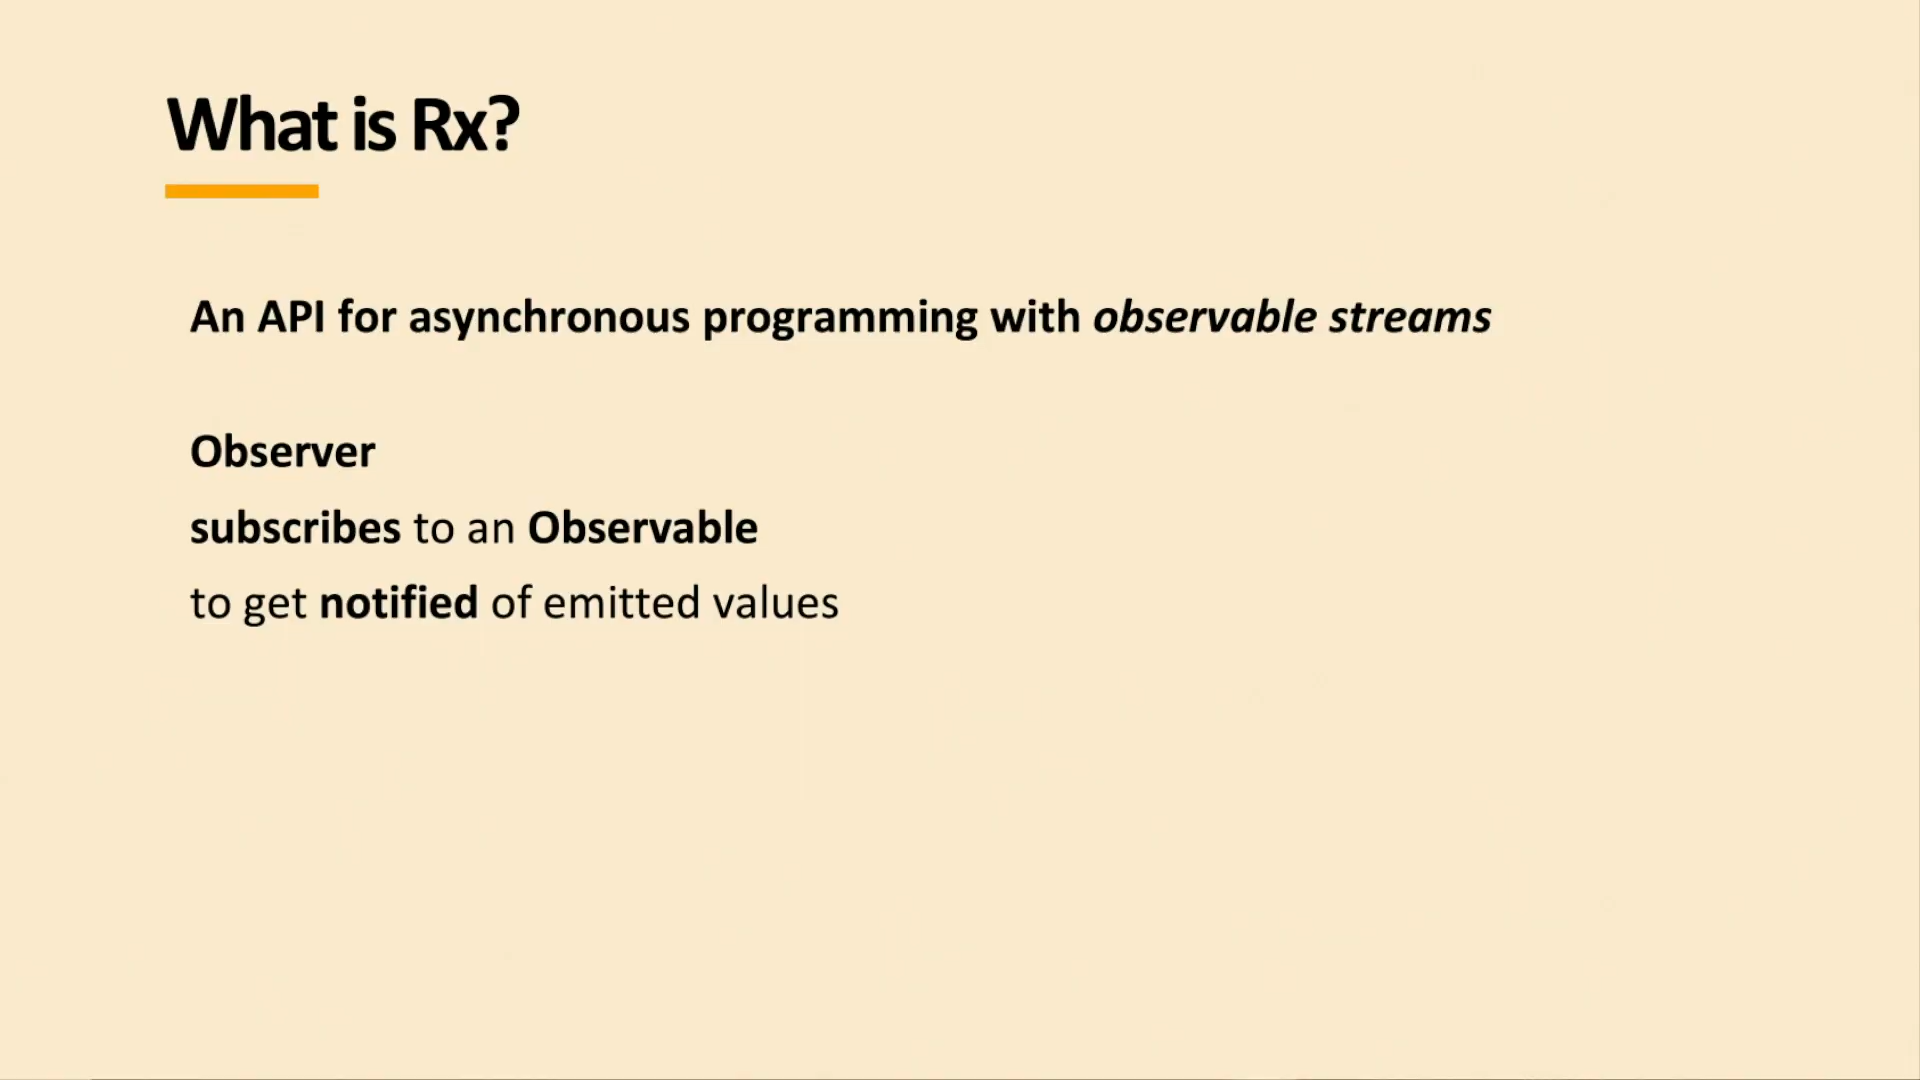 What is Rx?
An API for asynchronous programming with observable streams
Observer
subscribes to an Observable
to get notified of emitted values